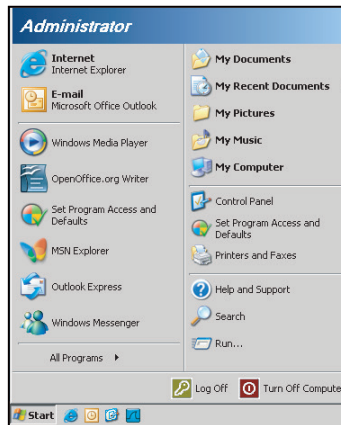 Administrator
Internet
Internet Explorer
E-mail
Microsoft Office Outlook
Windows Media Player
OpenOffice.org Writer
Set Program Access and
Defaults
MSN Explorer
Outlook Express
Windows Messenger
All Programs
My Documents
My Recent Documents
My Pictures
My Music
My Computer
Control Panel
Set Program Access and
Defaults
Printers and Faxes
Help and Support
Search
Run...
Log Off
Turn Off Compute
Start